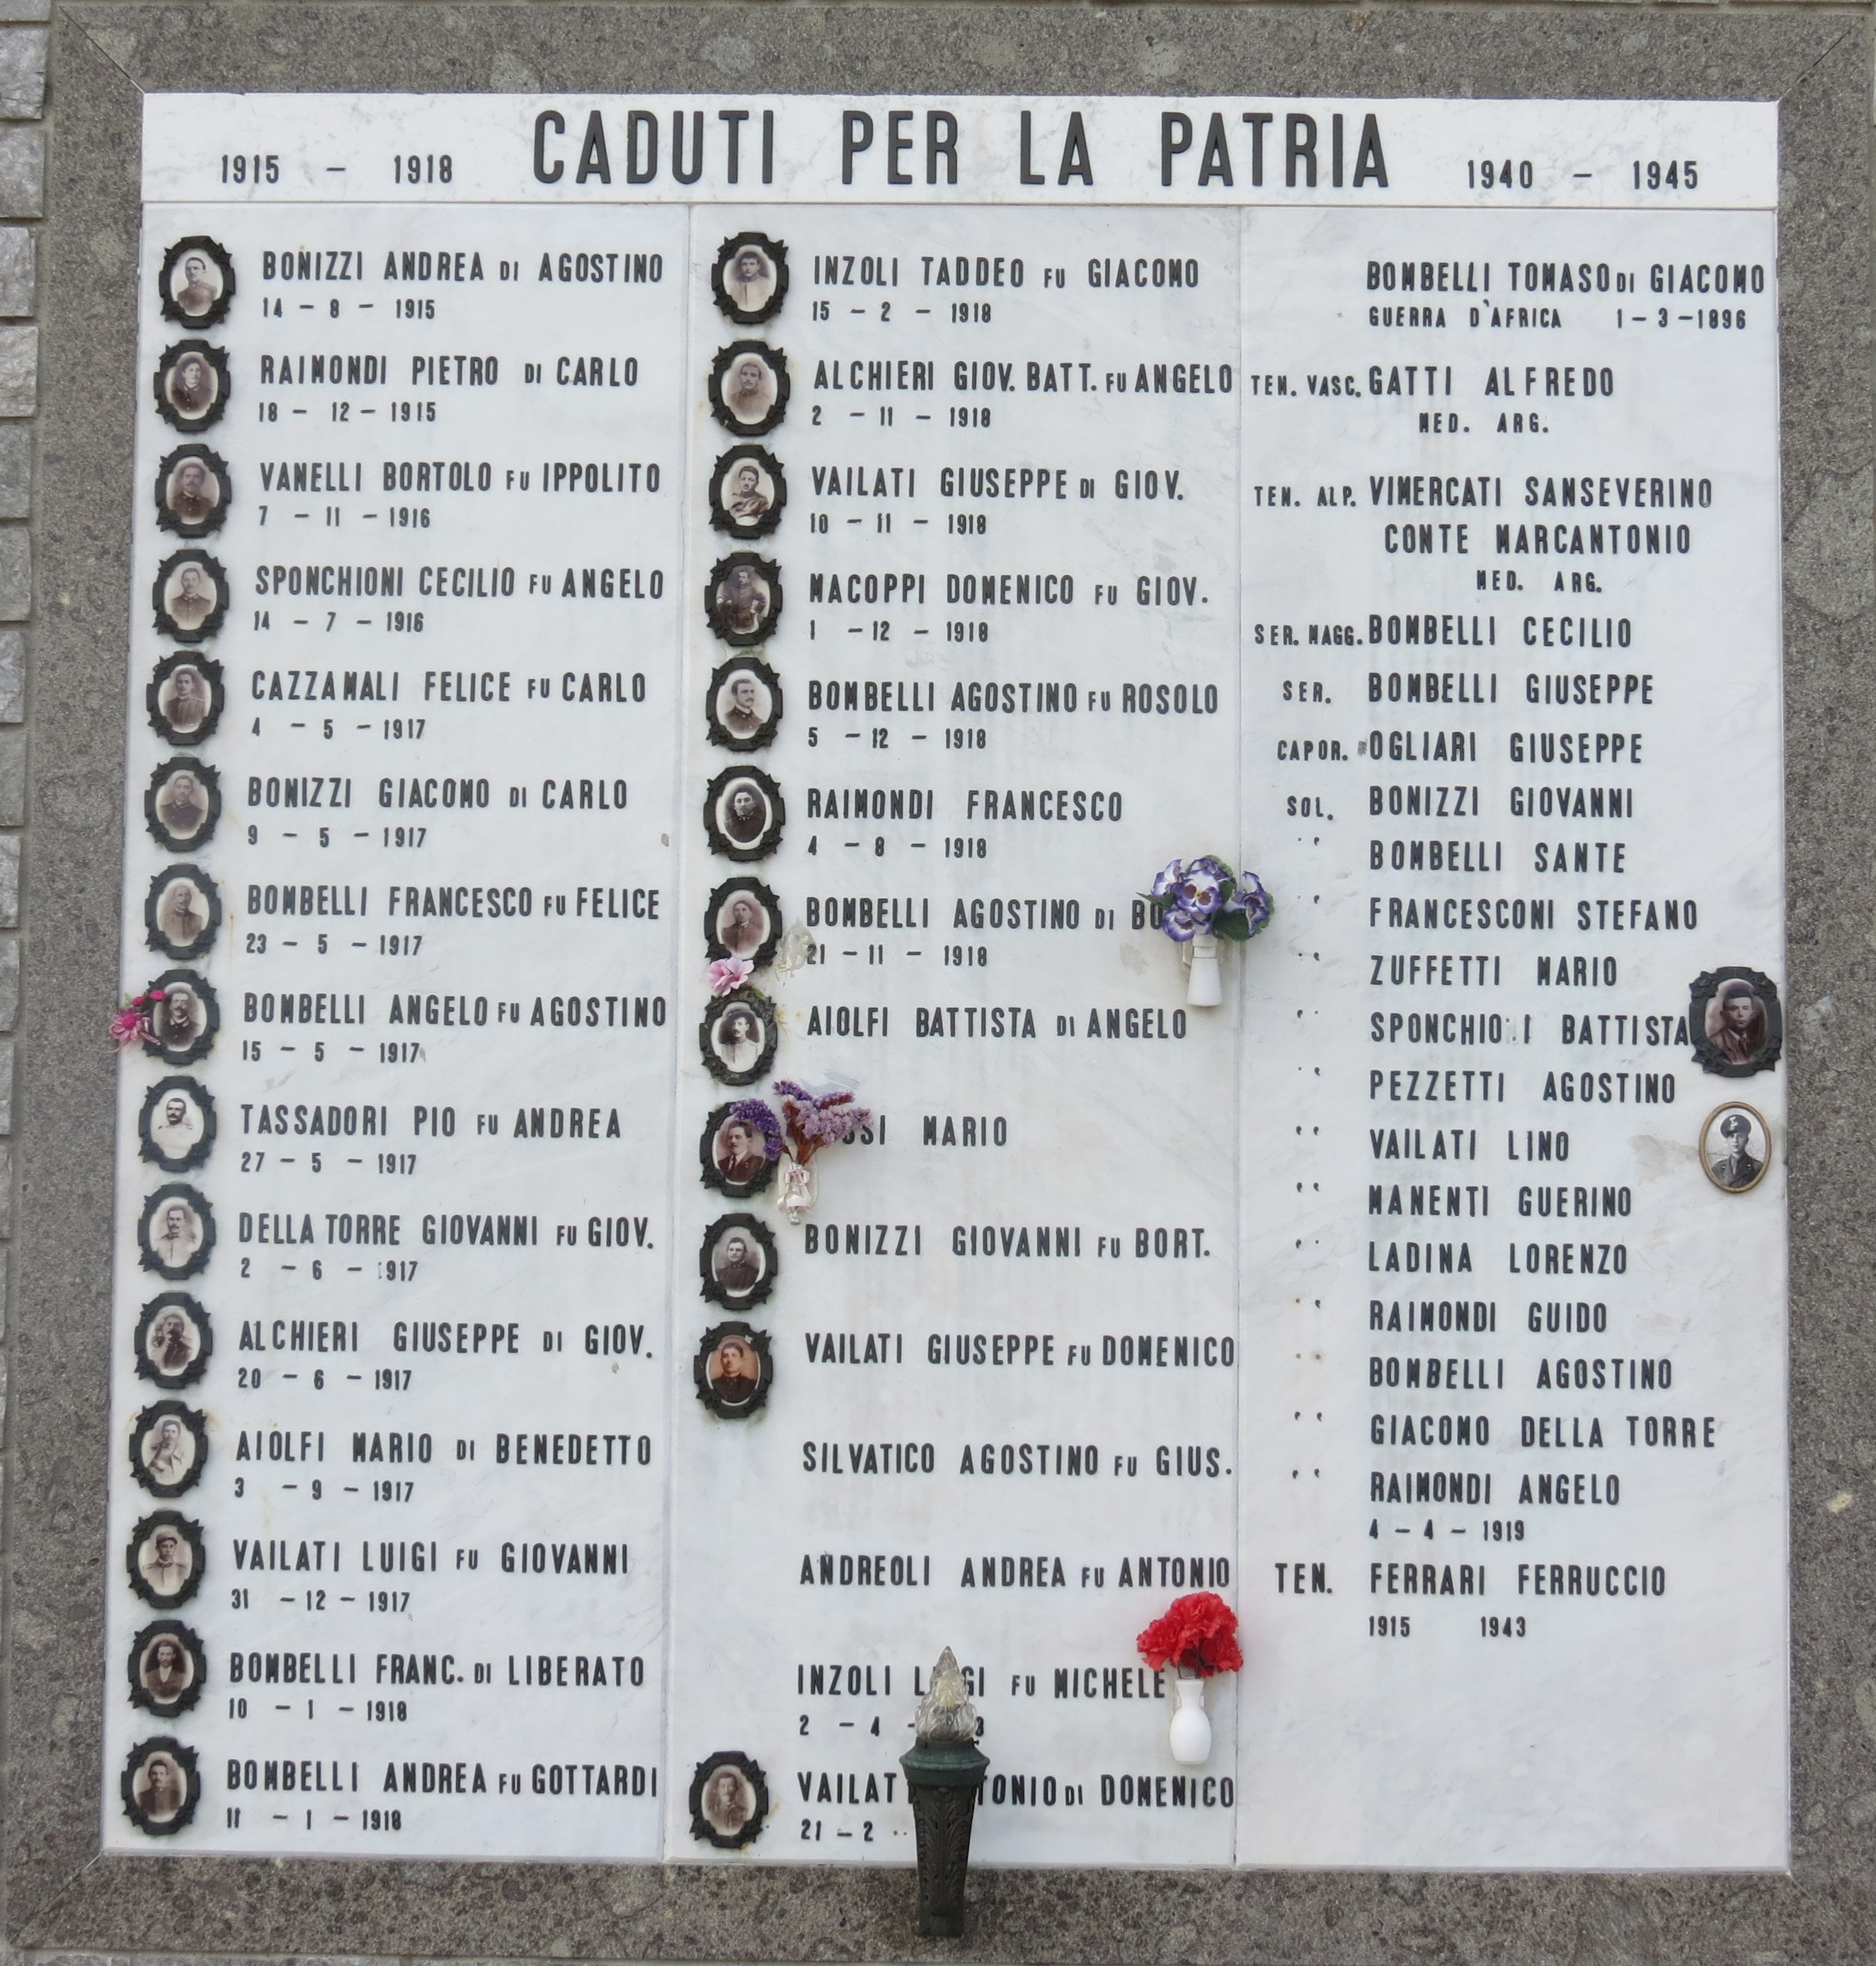 1915 - 1918 CADUTI PER LA PATRIA 1940 - 1945
BONIZZI ANDREA DI AGOSTINO
14 - 8 - 1915
RAIMONDI PIETRO DI CARLO
18 - 12 - 1915
VANELLI BORTOLO FU IPPOLITO
7 - 11 - 1916
SPONCHIONI CECILIO FU ANGELO
14 - 7 - 1916
CAZZAMALI FELICE FU CARLO
4 - 5 - 1917
BONIZZI GIACOMO DI CARLO
9 - 5 - 1917
BOMBELLI FRANCESCO FU FELICE
23 - 5 - 1917
BOMBELLI ANGELO FU AGOSTINO
15 - 5 - 1917
TASSADORI PIO FU ANDREA
27 - 5 - 1917
DELLA TORRE GIOVANNI FU GIOV.
2 - 6 - 1917
ALCHIERI GIUSEPPE DI GIOV.
20 - 6 - 1917
AIOLFI MARIO DI BENEDETTO
3 - 9 - 1917
VAILATI LUIGI FU GIOVANNI
31 - 12 - 1917
BOMBELLI FRANC. DI LIBERATO
10 - 1 - 1918
BOMBELLI ANDREA FU GOTTARDI
11 - 1 - 1918
INZOLI TADDEO FU GIACOMO
15 - 2 - 1918
ALCHIERI GIOV. BATT. FU ANGELO
2 - 11 - 1918
VAILATI GIUSEPPE DI GIOV.
10 - 11 - 1918
MACOPPI DOMENICO FU GIOV.
1 - 12 - 1918
BOMBELLI AGOSTINO FU ROSOLO
5 - 12 - 1918
RAIMONDI FRANCESCO
4 - 8 - 1918
BOMBELLI AGOSTINO DI
21 - 11 - 1918
AIOLFI BATTISTA DI ANGELO
MARIO
BONIZZI GIOVANNI FU BORT.
VAILATI GIUSEPPE FU DOMENICO
SILVATICO AGOSTINO FU GIUS.
ANDREOLI ANDREA FU ANTONIO
INZOLI FU MICHELE
2 - 4 -
DI DOMENICO
21 - 2
BOMBELLI TOMASO DI GIACOMO
GUERRA D'AFRICA 1 - 3 - 1896
TEN. VASC. GATTI ALFREDO
MED. ARG.
TEN. ALP. VIMERCATI SANSEVERINO
CONTE MARCANTONIO
MED. ARG.
SER. MAGG. BOMBELLI CECILIO
SER. BOMBELLI GIUSEPPE
CAPOR. OGLIARI GIUSEPPE
SOL. BONIZZI GIOVANNI
" BOMBELLI SANTE
" FRANCESCONI STEFANO
" ZUFFETTI MARIO
" SPONCHIO I BATTISTA
" PEZZETTI AGOSTINO
" VAILATI LINO
" MANENTI GUERINO
" LADINA LORENZO
" RAIMONDI GUIDO
" BOMBELLI AGOSTINO
" GIACOMO DELLA TORRE
" RAIMONDI ANGELO
4 - 4 - 1919
TEN. FERRARI FERRUCCIO
1915 1943